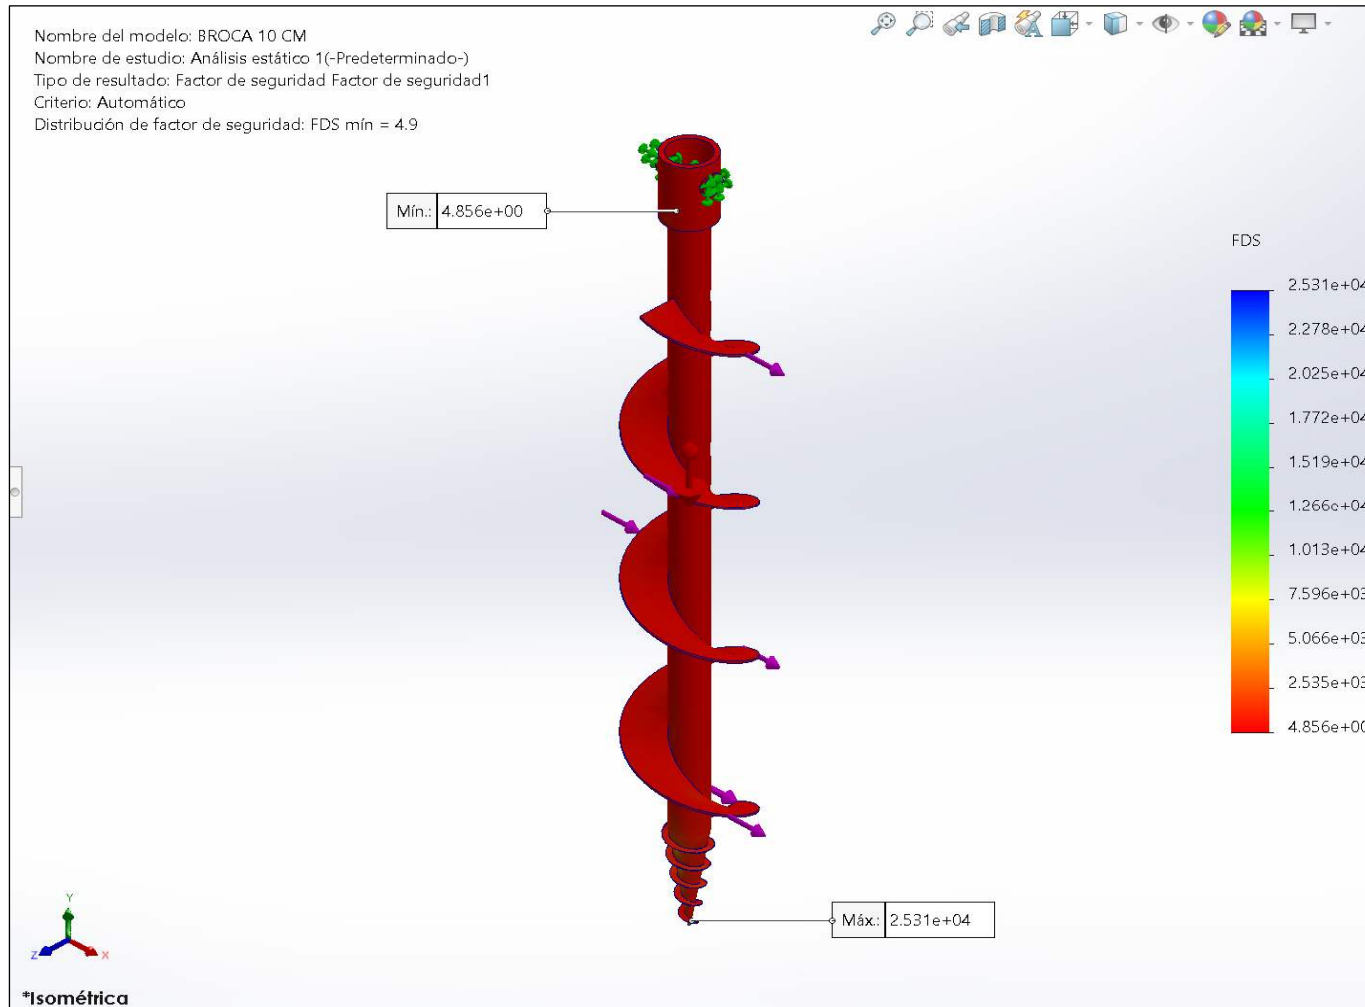 Nombre del modelo: BROCA 10 CM
Nombre de estudio: Análisis estático 1(-Predeterminado-)
Tipo de resultado: Factor de seguridad Factor de seguridad1
Criterio: Automático
Distribución de factor de seguridad: FDS mín = 4.9
Mín.: 4.856e+00
FDS
2.531e+04
2.278e+04
2.025e+04
1.772e+04
1.519e+04
1.266e+04
1.013e+04
7.596e+03
5.066e+03
2.535e+03
4.856e+00
Máx.: 2.531e+04
Y
Z
X
*Isométrica